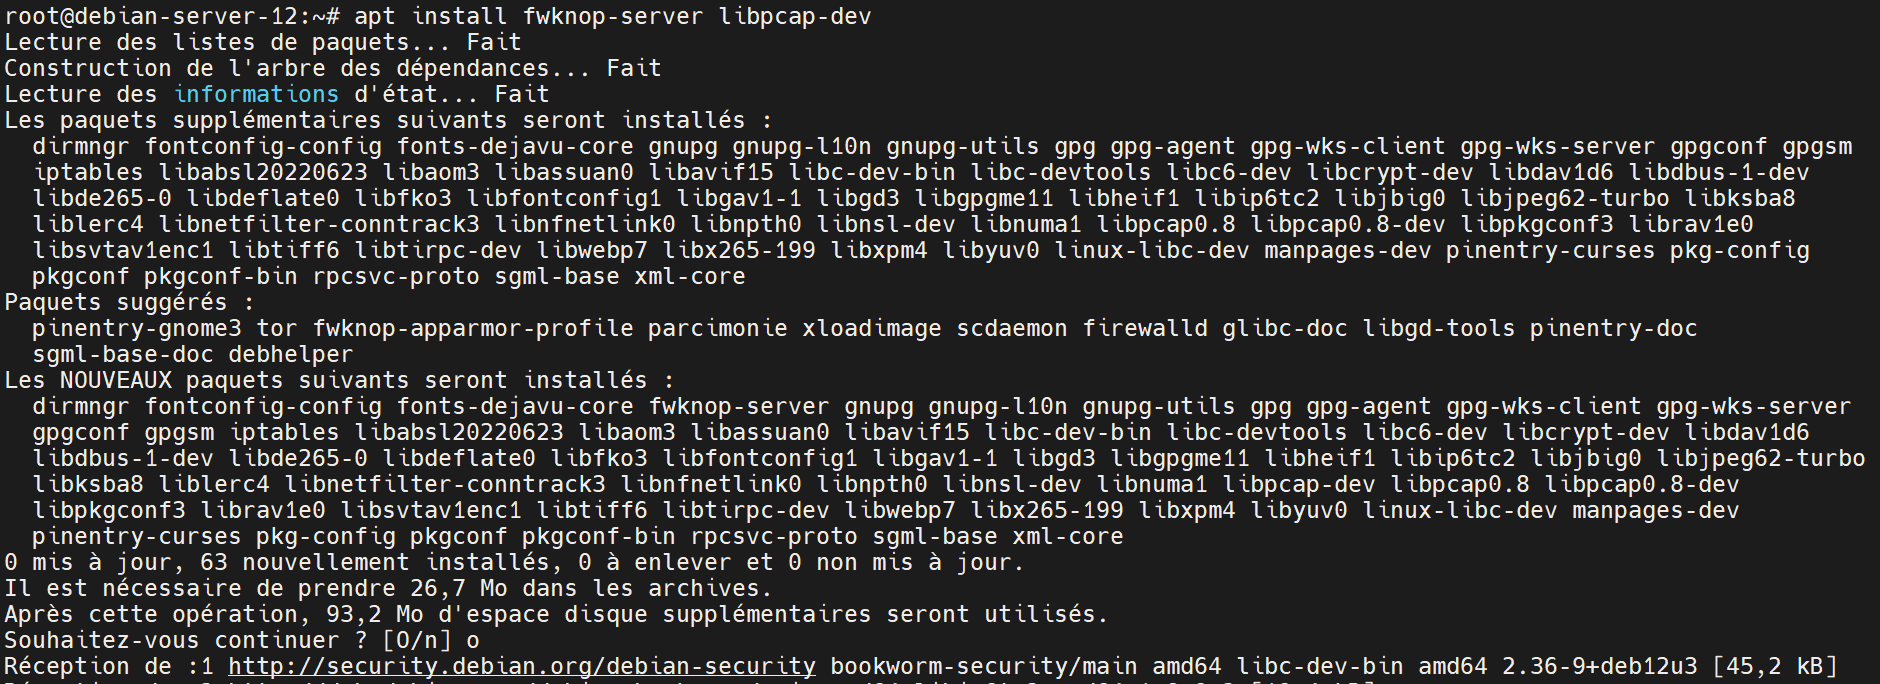 root@debian-server-12:~# apt install fwknop-server libpcap-dev
Lecture des listes de paquets... Fait
Construction de l'arbre des dépendances... Fait
Lecture des informations d'état... Fait
Les paquets supplémentaires suivants seront installés :
dirmngr fontconfig-config fonts-dejavu-core gnupg gnupg-l10n gnupg-utils gpg gpg-agent gpg-wks-client gpg-wks-server gpgconf gpgsm
iptables libabsl20220623 libaom3 libassuan0 libavif15 libc-dev-bin libc-devtools libc6-dev libcrypt-dev libdav1d6 libdbus-1-dev
libde265-0 libdeflate0 libfko3 libfontconfig1 libgav1-1 libgd3 libgpgme11 libheif1 libip6tc2 libjbig0 libjpeg62-turbo libksba8
liblerc4 libnetfilter-conntrack3 libnfnetlink0 libnpth0 libnsl-dev libnuma1 libpcap0.8 libpcap0.8-dev libpkgconf3 librav1e0
libsvtav1enc1 libtiff6 libtirpc-dev libwebp7 libx265-199 libxpm4 libyuv0 linux-libc-dev manpages-dev pinentry-curses pkg-config
pkgconf pkgconf-bin rpcsvc-proto sgml-base xml-core
Paquets suggérés :
pinentry-gnome3 tor fwknop-apparmor-profile parcimonie xloadimage scdaemon firewalld glibc-doc libgd-tools pinentry-doc
sgml-base-doc debhelper
Les NOUVEAUX paquets suivants seront installés :
dirmngr fontconfig-config fonts-dejavu-core fwknop-server gnupg gnupg-l10n gnupg-utils gpg gpg-agent gpg-wks-client gpg-wks-server
gpgconf gpgsm iptables libabsl20220623 libaom3 libassuan0 libavif15 libc-dev-bin libc-devtools libc6-dev libcrypt-dev libdav1d6
libdbus-1-dev libde265-0 libdeflate0 libfko3 libfontconfig1 libgav1-1 libgd3 libgpgme11 libheif1 libip6tc2 libjbig0 libjpeg62-turbo
libksba8 liblerc4 libnetfilter-conntrack3 libnfnetlink0 libnpth0 libnsl-dev libnuma1 libpcap-dev libpcap0.8 libpcap0.8-dev
libpkgconf3 librav1e0 libsvtav1enc1 libtiff6 libtirpc-dev libwebp7 libx265-199 libxpm4 libyuv0 linux-libc-dev manpages-dev
pinentry-curses pkg-config pkgconf pkgconf-bin rpcsvc-proto sgml-base xml-core
0 mis à jour, 63 nouvellement installés, 0 à enlever et 0 non mis à jour.
Il est nécessaire de prendre 26,7 Mo dans les archives.
Après cette opération, 93,2 Mo d'espace disque supplémentaires seront utilisés.
Souhaitez-vous continuer ? [O/n] o
Réception de :1 http://security.debian.org/debian-security bookworm-security/main amd64 libc-dev-bin amd64 2.36-9+deb12u3 [45,2 kB]